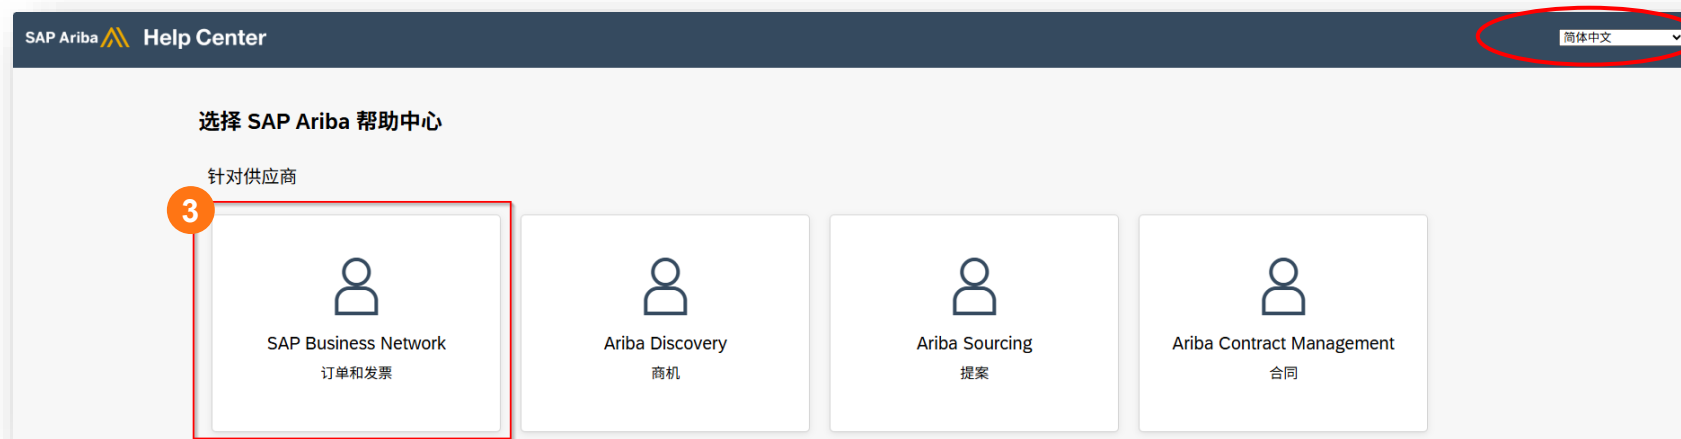 SAP Ariba Help Center
简体中文
选择 SAP Ariba 帮助中心
针对供应商
3
SAP Business Network
订单和发票
Ariba Discovery
商机
Ariba Sourcing
提案
Ariba Contract Management
合同